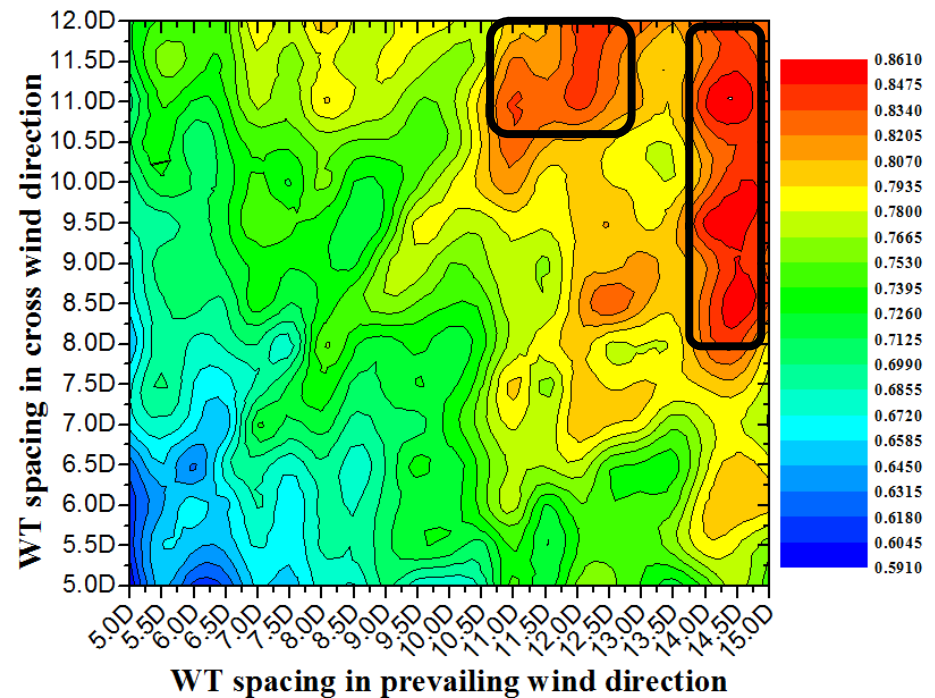 12.0D
11.5D
11.0D
10.5D
10.0D
9.5D
9.0D
8.5D
8.0D
7.5D
7.0D
6.5D
6.0D
5.5D
5.0D
WT spacing in cross wind direction
5.0D
5.5D
6.0D
6.5D
7.0D
7.5D
8.0D
8.5D
9.0D
9.5D
10.0D
10.5D
11.0D
11.5D
12.0D
12.5D
13.0D
13.5D
14.0D
14.5D
15.0D
WT spacing in prevailing wind direction
0.8610
0.8475
0.8340
0.8205
0.8070
0.7935
0.7800
0.7665
0.7530
0.7395
0.7260
0.7125
0.6990
0.6855
0.6720
0.6585
0.6450
0.6315
0.6180
0.6045
0.5910